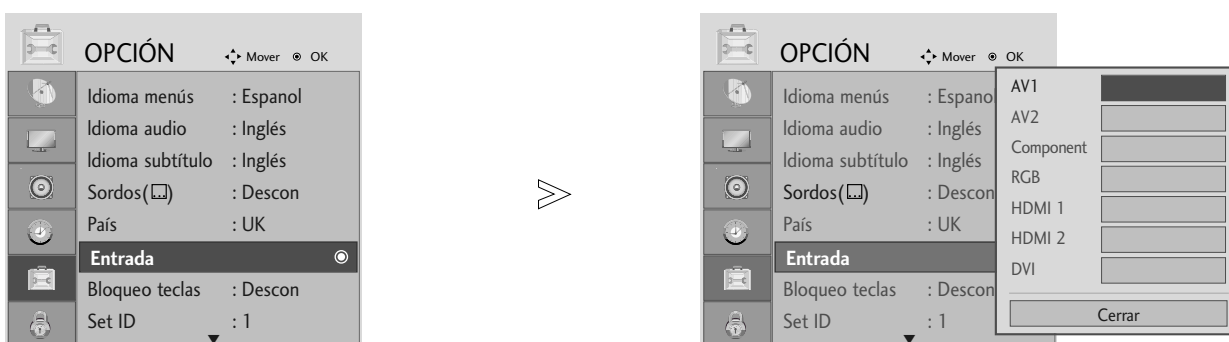 OPCIÓN Mover OK
Idioma menús : Espanol
Idioma audio : Inglés
Idioma subtítulo : Inglés
Sordos( ) : Descon
País : UK
Entrada
Bloqueo teclas : Descon
Set ID : 1
OPCIÓN Mover OK
Idioma menús : Espano
Idioma audio : Inglés
Idioma subtítulo : Inglés
Sordos( ) : Descon
País : UK
Entrada
Bloqueo teclas : Descon
Set ID : 1
AV1
AV2
Component
RGB
HDMI 1
HDMI 2
DVI
Cerrar